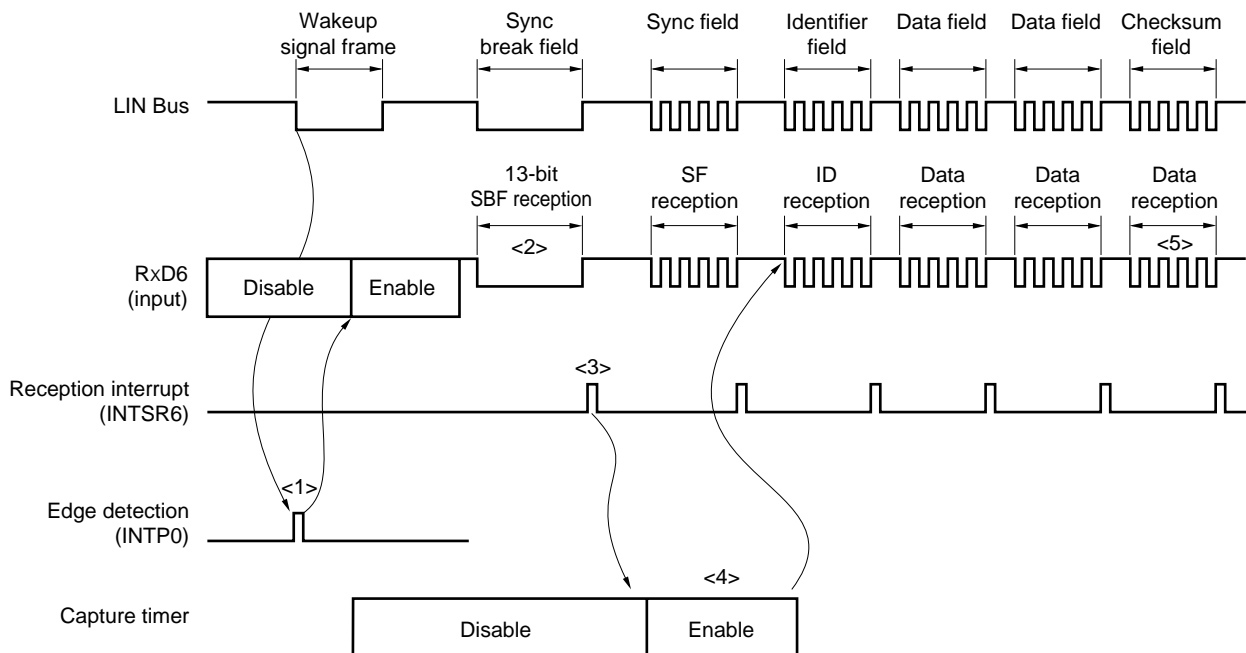 Wakeup
signal frame
Sync
break field
Sync field
Identifier
field
Data field
Data field
Checksum
field
LIN Bus
13-bit
SBF reception
SF
reception
ID
reception
Data
reception
Data
reception
Data
reception
<2>
<5>
RxD6
(input)
Disable
Enable
Reception interrupt
(INTSR6)
<3>
Edge detection
(INTP0)
<1>
Capture timer
Disable
Enable
<4>